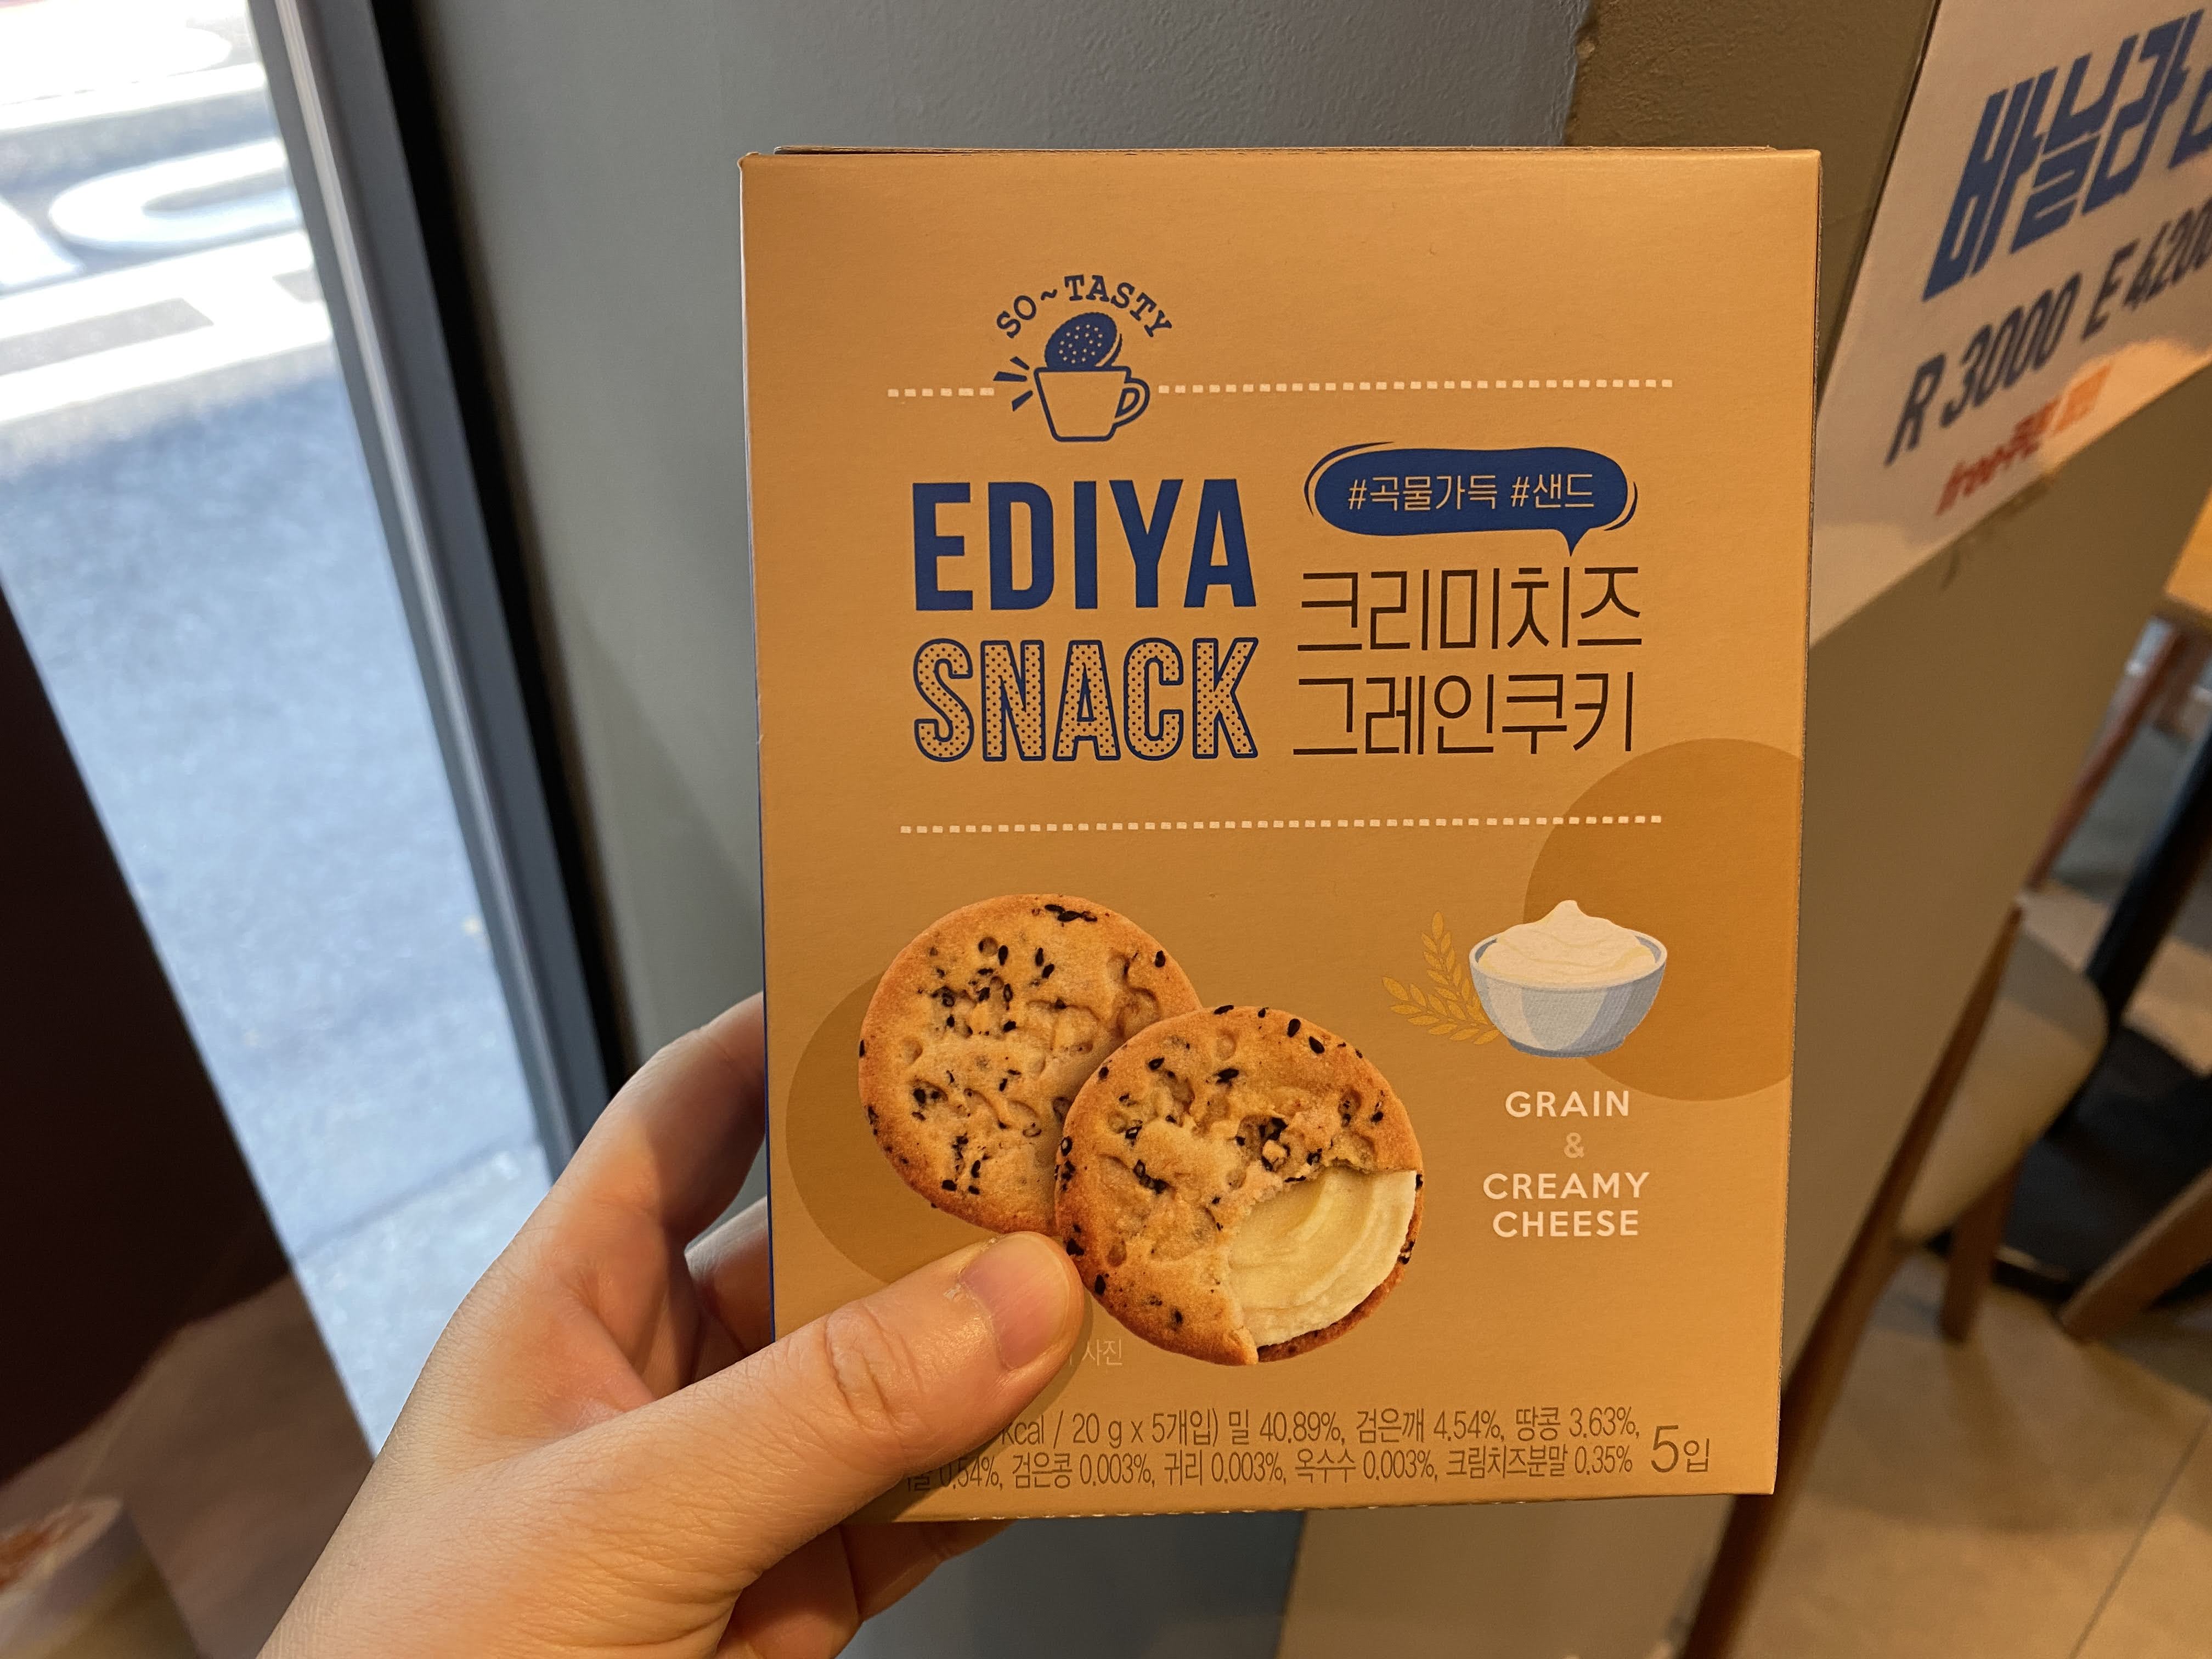 SO~TASTY
EDIYA
SNACK
#곡물가득 #샌드
크리미치즈
그레인쿠키
GRAIN
&
CREAMY
CHEESE
사진
kcal / 20 g x 5개입) 밀 40.89%, 검은깨 4.54%, 땅콩 3.63%,
0.54%, 검은콩 0.003%, 귀리 0.003%, 옥수수 0.003%, 크림치즈분말 0.35%
5입
바닐라
R 3000 E 4200